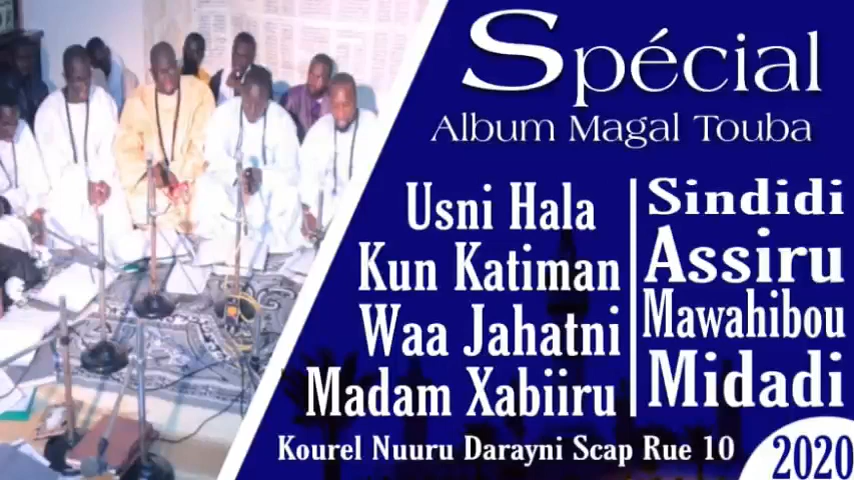 Spécial
Album Magal Touba
Usni Hala
Kun Katiman
Waa Jahatni
Madam Xabiiru
Sindidi
Assiru
Mawahibou
Midadi
Kourel Nuuru Darayni Scap Rue 10
2020